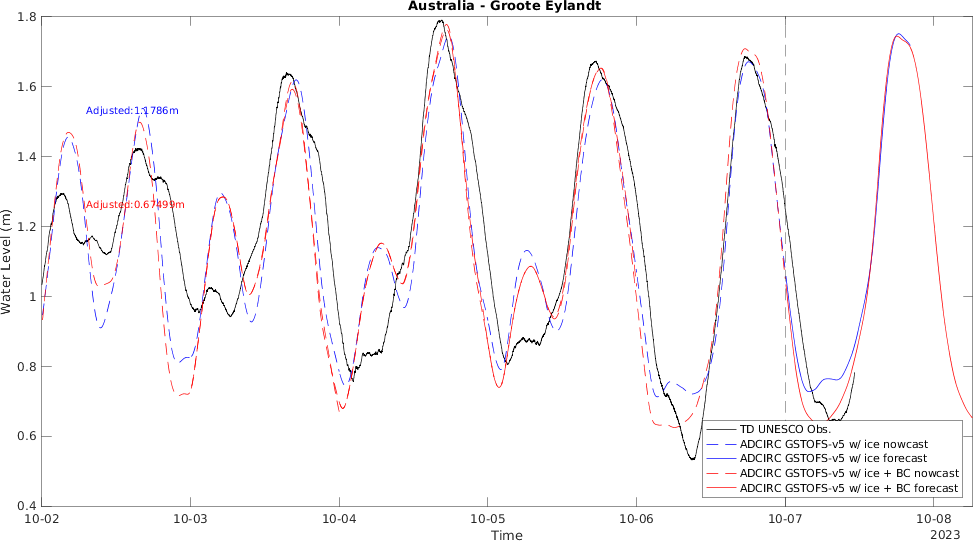 Australia - Groote Eylandt
1.8
1.6
1.4
1.2
1
0.8
0.6
0.4
Water Level (m)
Adjusted:1.1786m
Adjusted:0.67499m
TD UNESCO Obs.
ADCIRC GSTOFS-v5 w/ ice nowcast
ADCIRC GSTOFS-v5 w/ ice forecast
ADCIRC GSTOFS-v5 w/ ice + BC nowcast
ADCIRC GSTOFS-v5 w/ ice + BC forecast
10-02 10-03 10-04 10-05 10-06 10-07 10-08
Time
2023